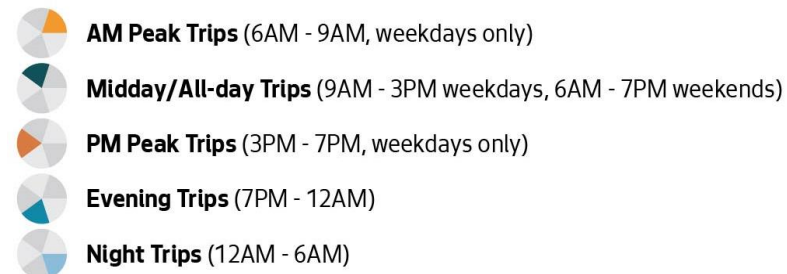 AM Peak Trips (6AM - 9AM, weekdays only)
Midday/All-day Trips (9AM - 3PM weekdays, 6AM - 7PM weekends)
PM Peak Trips (3PM - 7PM, weekdays only)
Evening Trips (7PM - 12AM)
Night Trips (12AM - 6AM)